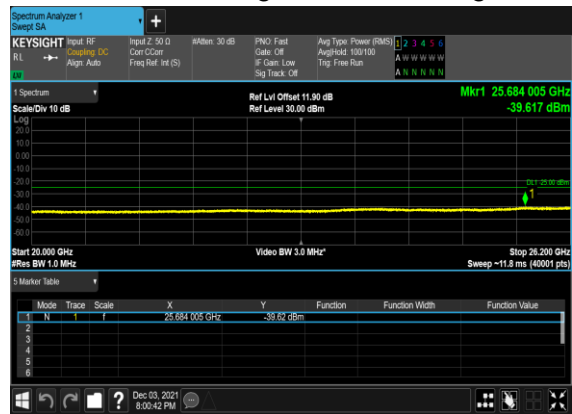 Spectrum Analyzer 1
Swept SA
+
KEYSIGHT Input: RF Input Z: 50 Ω #Atten: 30 dB PNO: Fast Avg Type: Power (RMS) 1 2 3 4 5 6
RL Coupling: DC Corr CCorr Gate: Off Avg|Hold: 100/100 A W W W W W
Align: Auto Freq Ref: Int (S) IF Gain: Low Trig: Free Run
Sig Track: Off A N N N N N
1 Spectrum Ref Lvl Offset 11.90 dB Mkr1 25.684 005 GHz
Scale/Div 10 dB Ref Level 30.00 dBm -39.617 dBm
Log
20.0
10.0
0.00
-10.0
-20.0
DL1 -25.00 dBm
-30.0
1
-40.0
-50.0
-60.0
Start 20.000 GHz Video BW 3.0 MHz* Stop 26.200 GHz
#Res BW 1.0 MHz Sweep ~11.8 ms (40001 pts)
5 Marker Table
Mode Trace Scale X Y Function Function Width Function Value
1 N 1 f 25.684 005 GHz -39.62 dBm
2
3
4
5
6
? Dec 03, 2021
8:00:42 PM